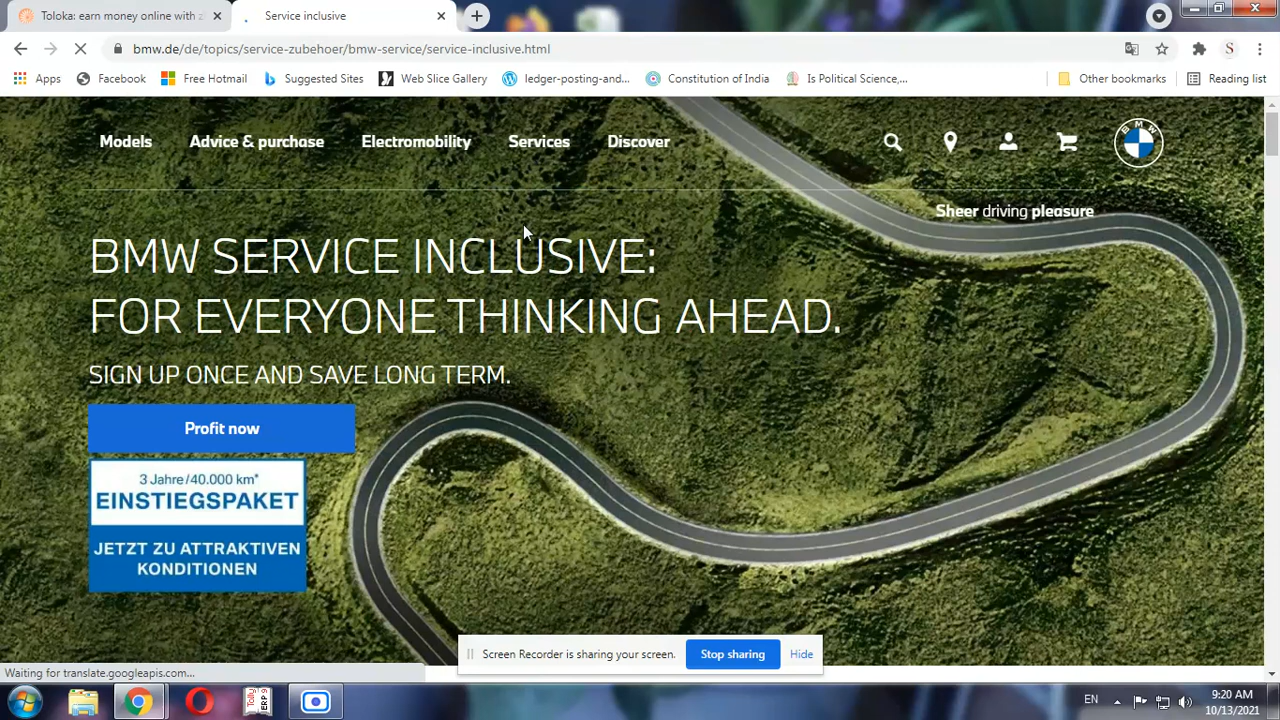 Toloka: earn money online with z
Service inclusive
bmw.de/de/topics/service-zubehoer/bmw-service/service-inclusive.html
S
Apps
Facebook
Free Hotmail
Suggested Sites
Web Slice Gallery
ledger-posting-and...
Constitution of India
Is Political Science,...
Other bookmarks
Reading list
Models
Advice & purchase
Electromobility
Services
Discover
BMW
Sheer driving pleasure
BMW SERVICE INCLUSIVE:
FOR EVERYONE THINKING AHEAD.
SIGN UP ONCE AND SAVE LONG TERM.
Profit now
3 Jahre/40.000 km*
EINSTIEGSPAKET
JETZT ZU ATTRAKTIVEN
KONDITIONEN
Screen Recorder is sharing your screen.
Stop sharing
Hide
Waiting for translate.googleapis.com...
Tally
ERP 9
EN
9:20 AM
10/13/2021